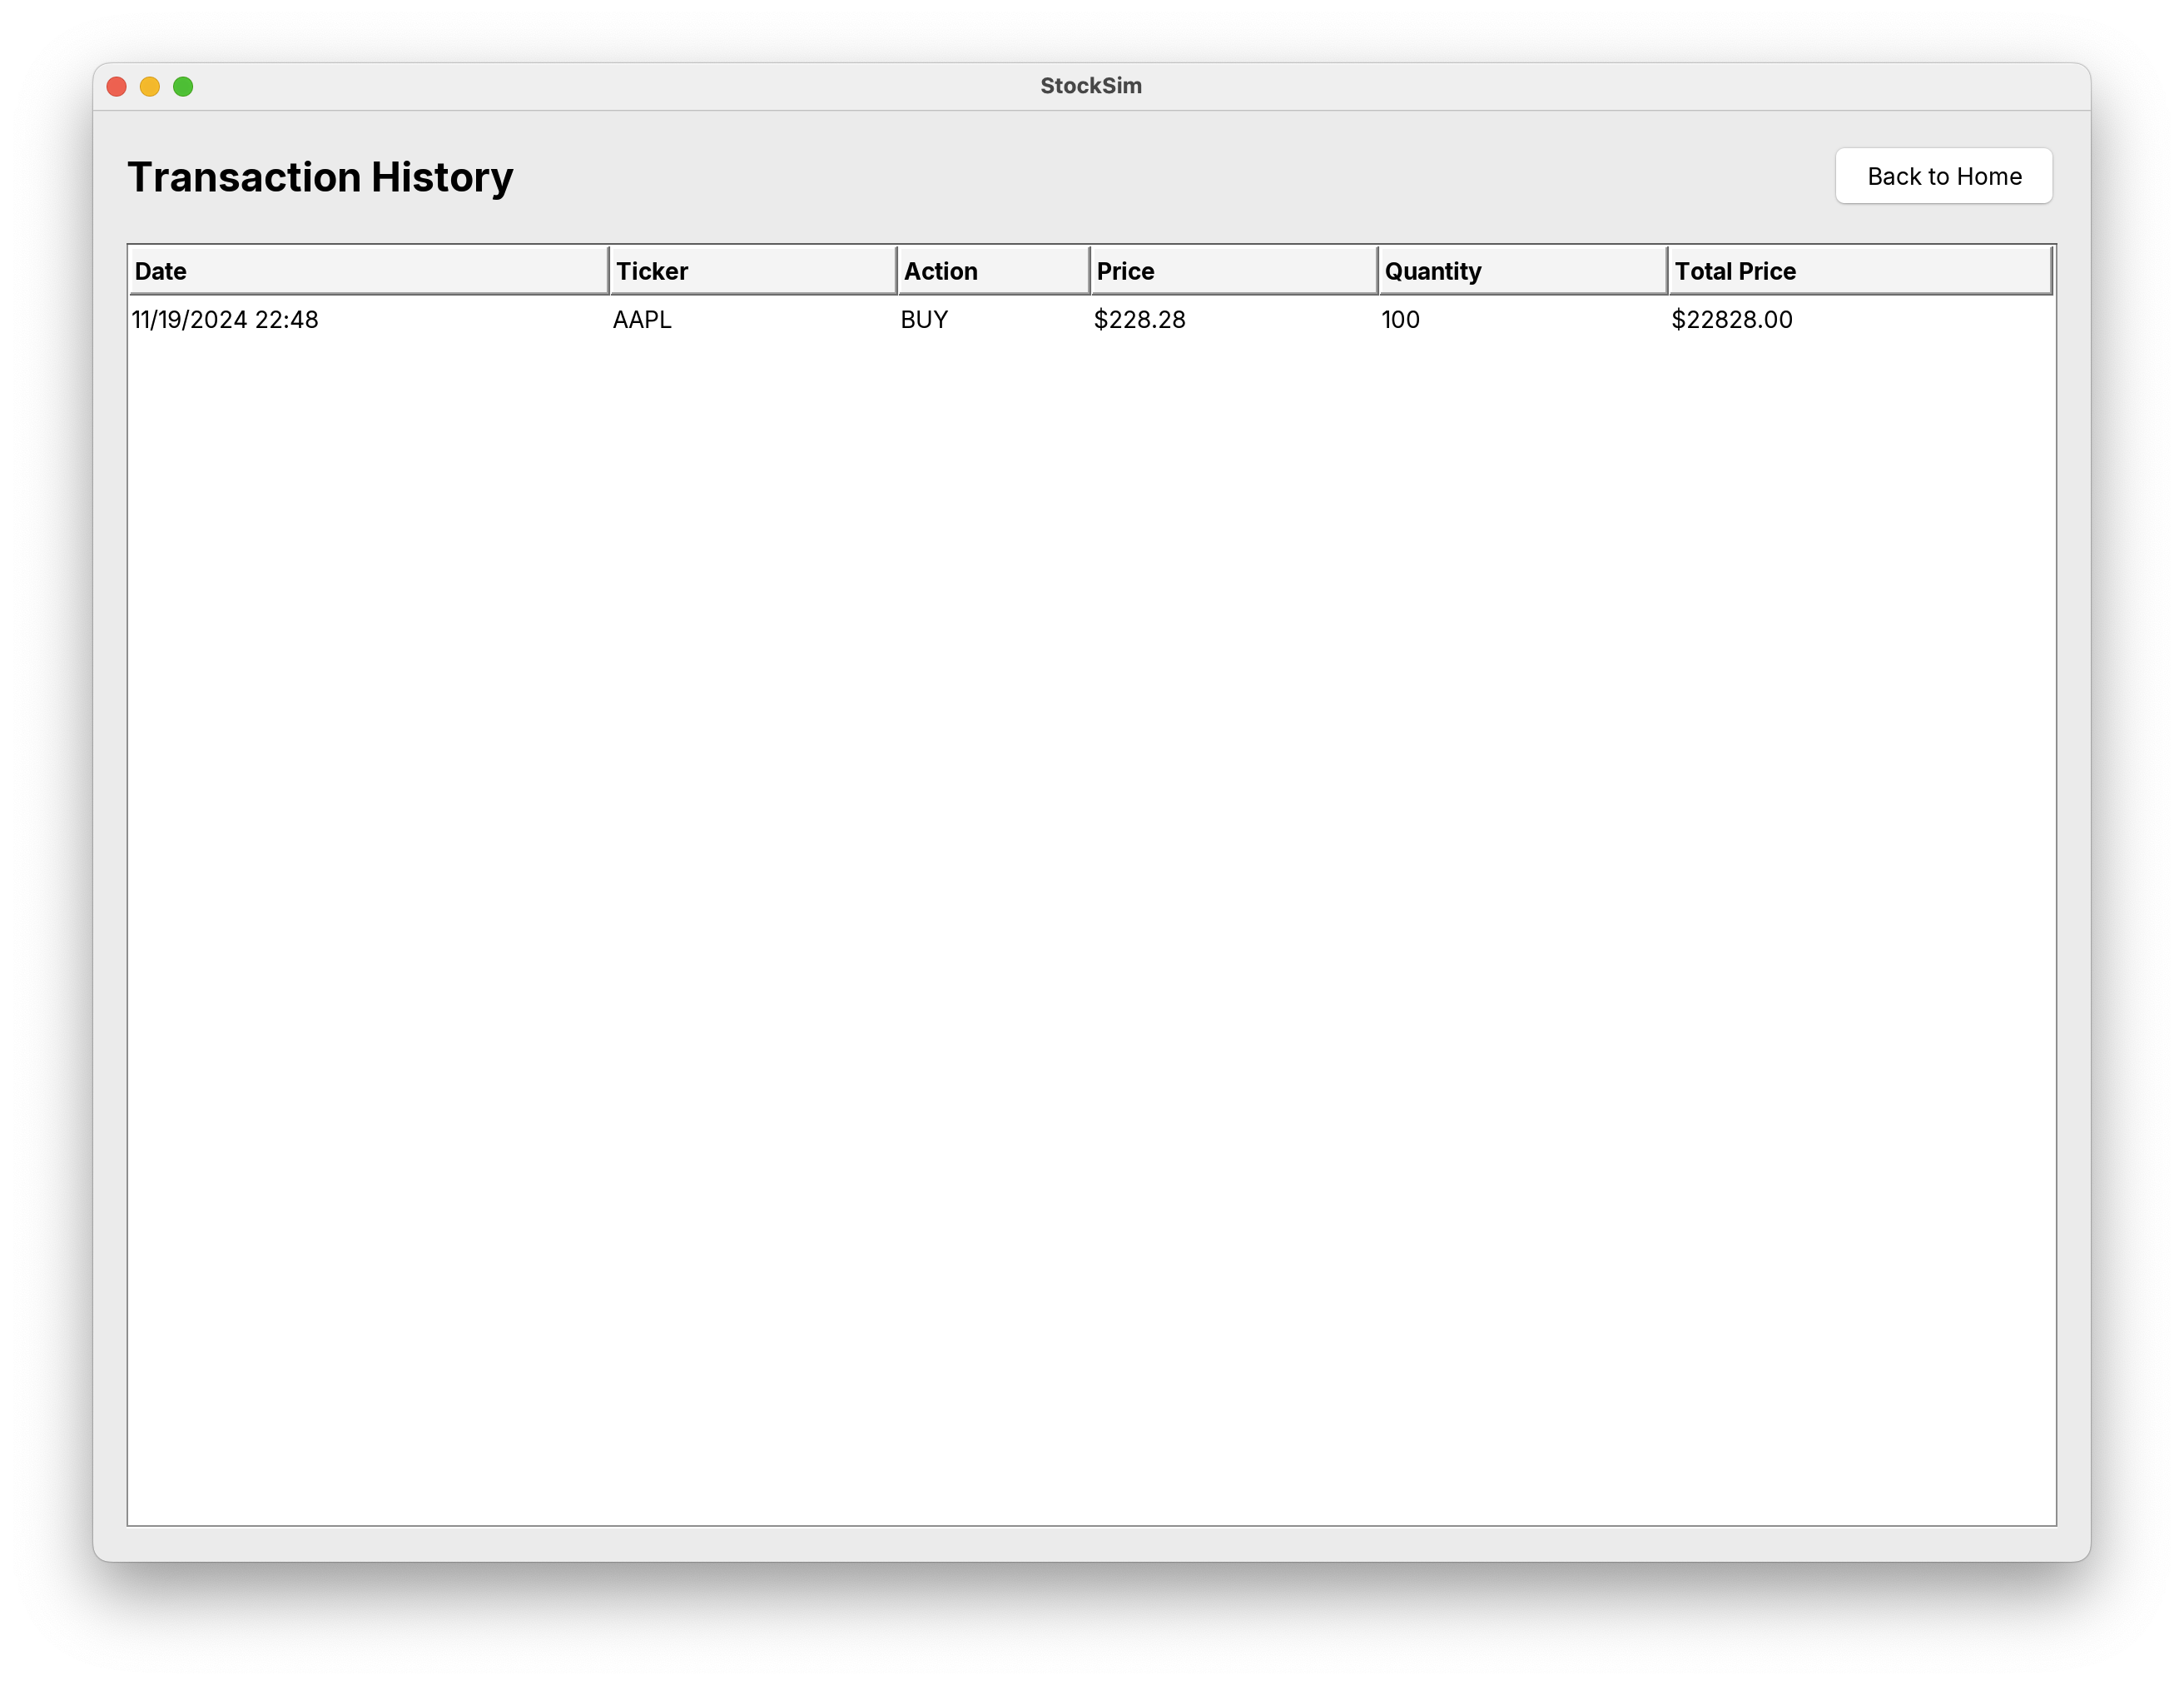 StockSim
Transaction History
Back to Home
Date Ticker Action Price Quantity Total Price
11/19/2024 22:48 AAPL BUY $228.28 100 $22828.00